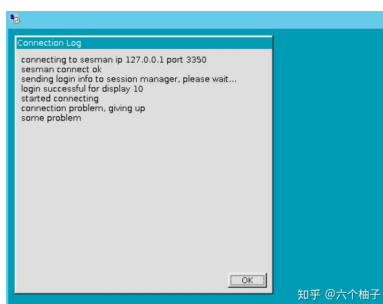 Connection Log
connecting to sesman ip 127.0.0.1 port 3350
sesman connect ok
sending login info to session manager, please wait...
login successful for display 10
started connecting
connection problem, giving up
some problem
OK
知乎 @六个柚子